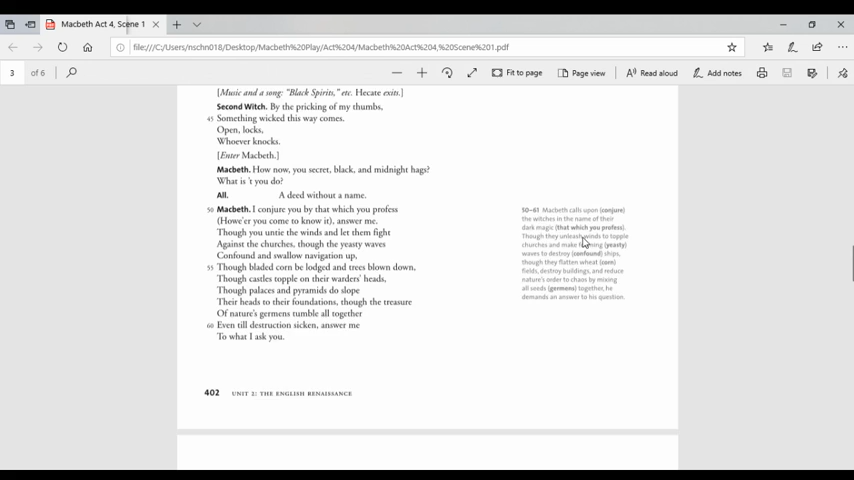 Macbeth Act 4, Scene 1
file:///C:/Users/nschn018/Desktop/Macbeth%20Play/Act%204/Macbeth%20Act%204,%20Scene%201.pdf
3 of 6
Fit to page
Page view
Read aloud
Add notes
[Music and a song: "Black Spirits," etc. Hecate exits.]
Second Witch. By the pricking of my thumbs,
45 Something wicked this way comes.
Open, locks,
Whoever knocks.
[Enter Macbeth.]
Macbeth. How now, you secret, black, and midnight hags?
What is 't you do?
All. A deed without a name.
50 Macbeth. I conjure you by that which you profess
(Howe'er you come to know it), answer me.
Though you untie the winds and let them fight
Against the churches, though the yeasty waves
Confound and swallow navigation up,
55 Though bladed corn be lodged and trees blown down,
Though castles topple on their warders' heads,
Though palaces and pyramids do slope
Their heads to their foundations, though the treasure
Of nature's germens tumble all together
60 Even till destruction sicken, answer me
To what I ask you.
50–61 Macbeth calls upon (conjure)
the witches in the name of their
dark magic (that which you profess).
Though they unleash winds to topple
churches and make foaming (yeasty)
waves to destroy (confound) ships,
though they flatten wheat (corn)
fields, destroy buildings, and reduce
nature's order to chaos by mixing
all seeds (germens) together, he
demands an answer to his question.
402 UNIT 2: THE ENGLISH RENAISSANCE